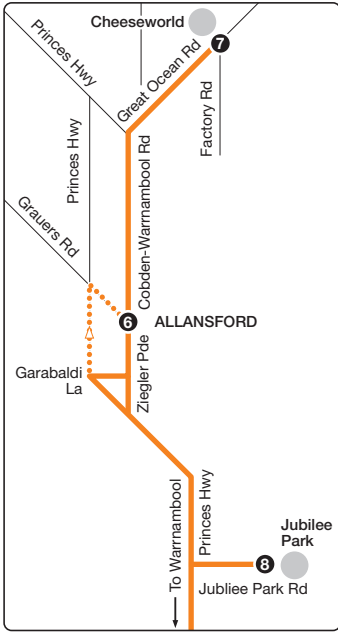 Cheeseworld
7
Princes Hwy
Great Ocean Rd
Factory Rd
Princes Hwy
Grauers Rd
Cobden-Warrnambool Rd
6
ALLANSFORD
Ziegler Pde
Garabaldi
La
To Warrnambool
Princes Hwy
Jubilee
Park
8
Jubliee Park Rd